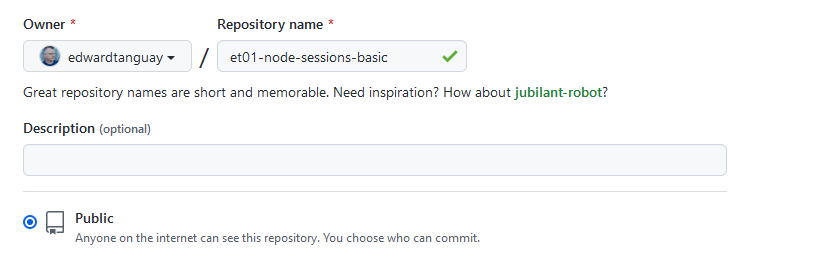 Owner * Repository name *
edwardtanguay / et01-node-sessions-basic
Great repository names are short and memorable. Need inspiration? How about jubilant-robot?
Description (optional)
Public
Anyone on the internet can see this repository. You choose who can commit.